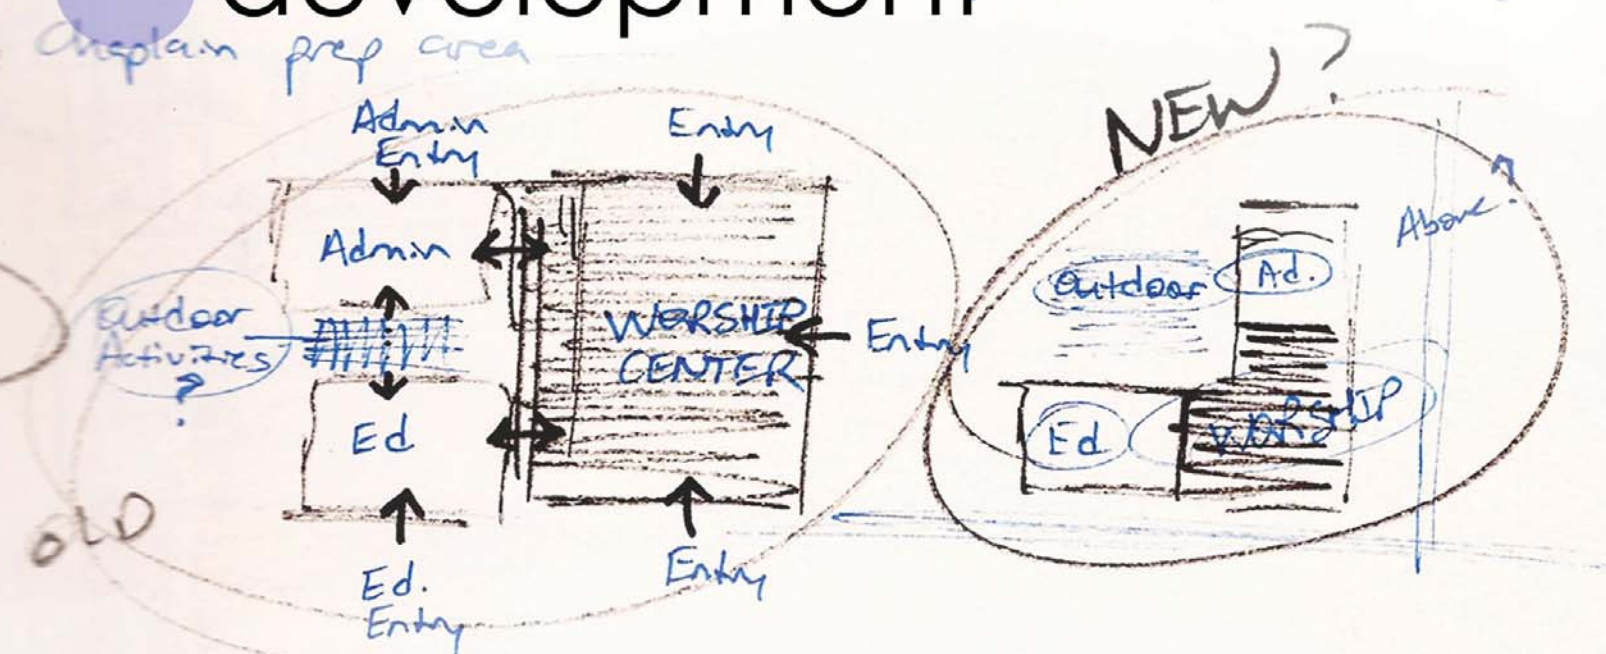 development
Chaplain prep area
NEW?
Admin
Entry
Entry
Above?
Admin
Outdoor
Ad.
Outdoor
Activities
?
WORSHIP
CENTER
Entry
Ed
Ed
WORSHIP
OLD
Ed.
Entry
Entry